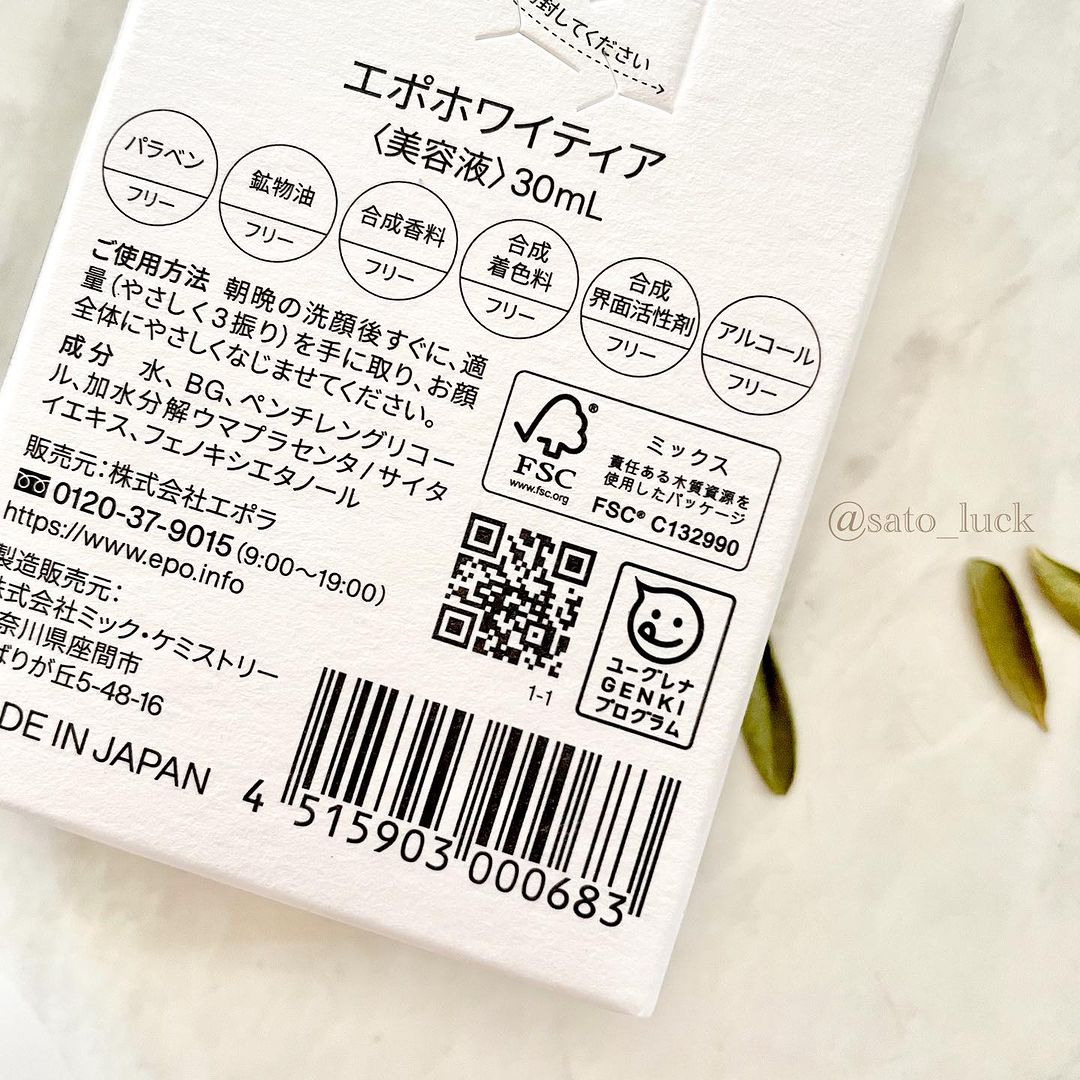 封してください
エポホワイティア
〈美容液〉30mL
パラベン
フリー
鉱物油
フリー
合成香料
フリー
合成
着色料
フリー
合成
界面活性剤
フリー
アルコール
フリー
ご使用方法 朝晩の洗顔後すぐに、適
量(やさしく3振り)を手に取り、お顔
全体にやさしくなじませてください。
成分 水、BG、ペンチレングリコー
ル、加水分解ウマプラセンタ/サイタ
イエキス、フェノキシエタノール
販売元:株式会社エポラ
0120-37-9015(9:00〜19:00)
https://www.epo.info
製造販売元:
株式会社ミック・ケミストリー
奈川県座間市
ばりが丘5-48-16
DE IN JAPAN
FSC®
www.fsc.org
ミックス
責任ある木質資源を
使用したパッケージ
FSC® C132990
1-1
ユーグレナ
GENKI
プログラム
4 515903 000683
@sato_luck